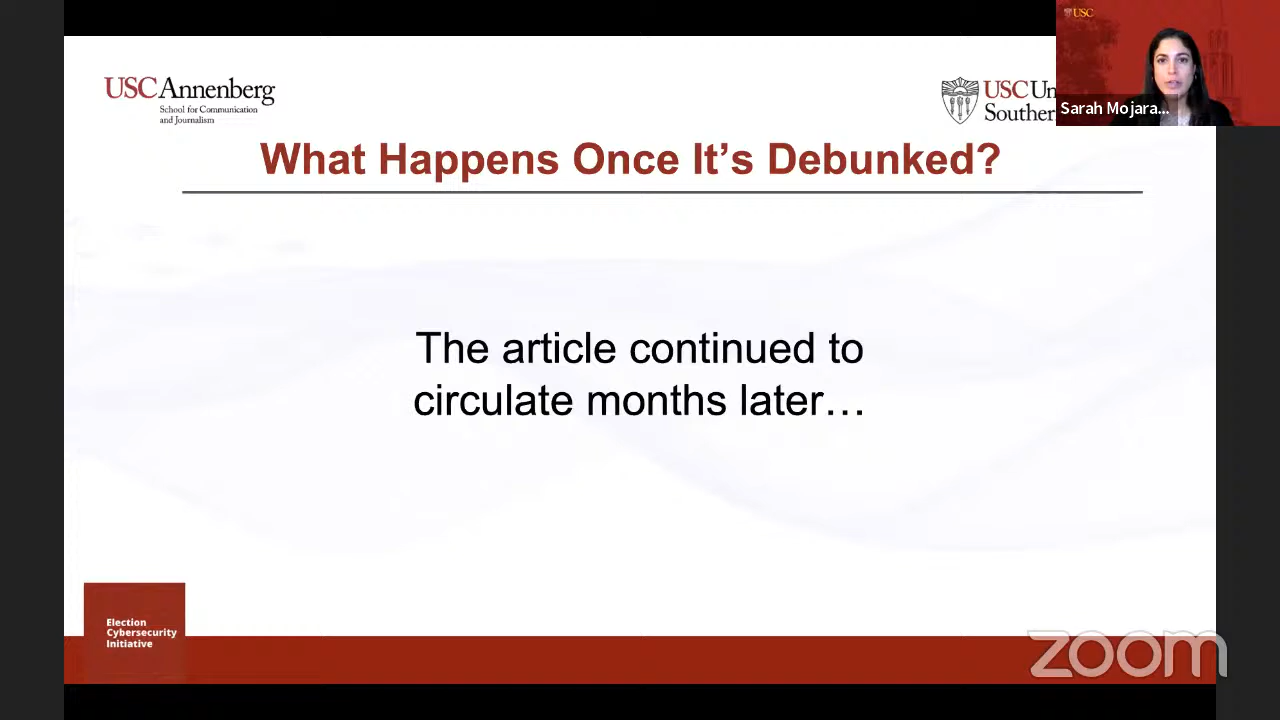 USC
Sarah Mojara...
USC Annenberg
School for Communication
and Journalism
USC Un
Souther
What Happens Once It’s Debunked?
The article continued to
circulate months later…
Election
Cybersecurity
Initiative
zoom